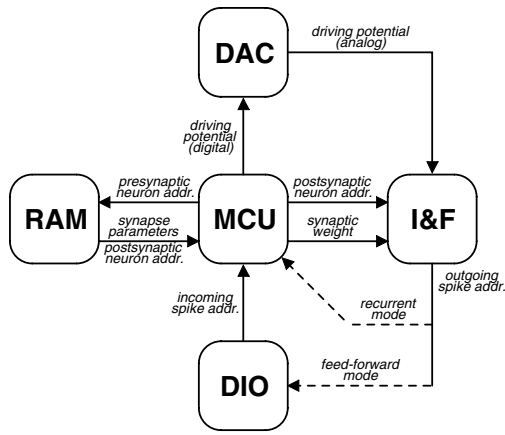 driving potential
(analog)
DAC
driving
potential
(digital)
presynaptic
neuron addr.
postsynaptic
neuron addr.
RAM
MCU
I&F
synapse
parameters
postsynaptic
neuron addr.
synaptic
weight
outgoing
spike addr.
incoming
spike addr.
recurrent
mode
feed-forward
mode
DIO